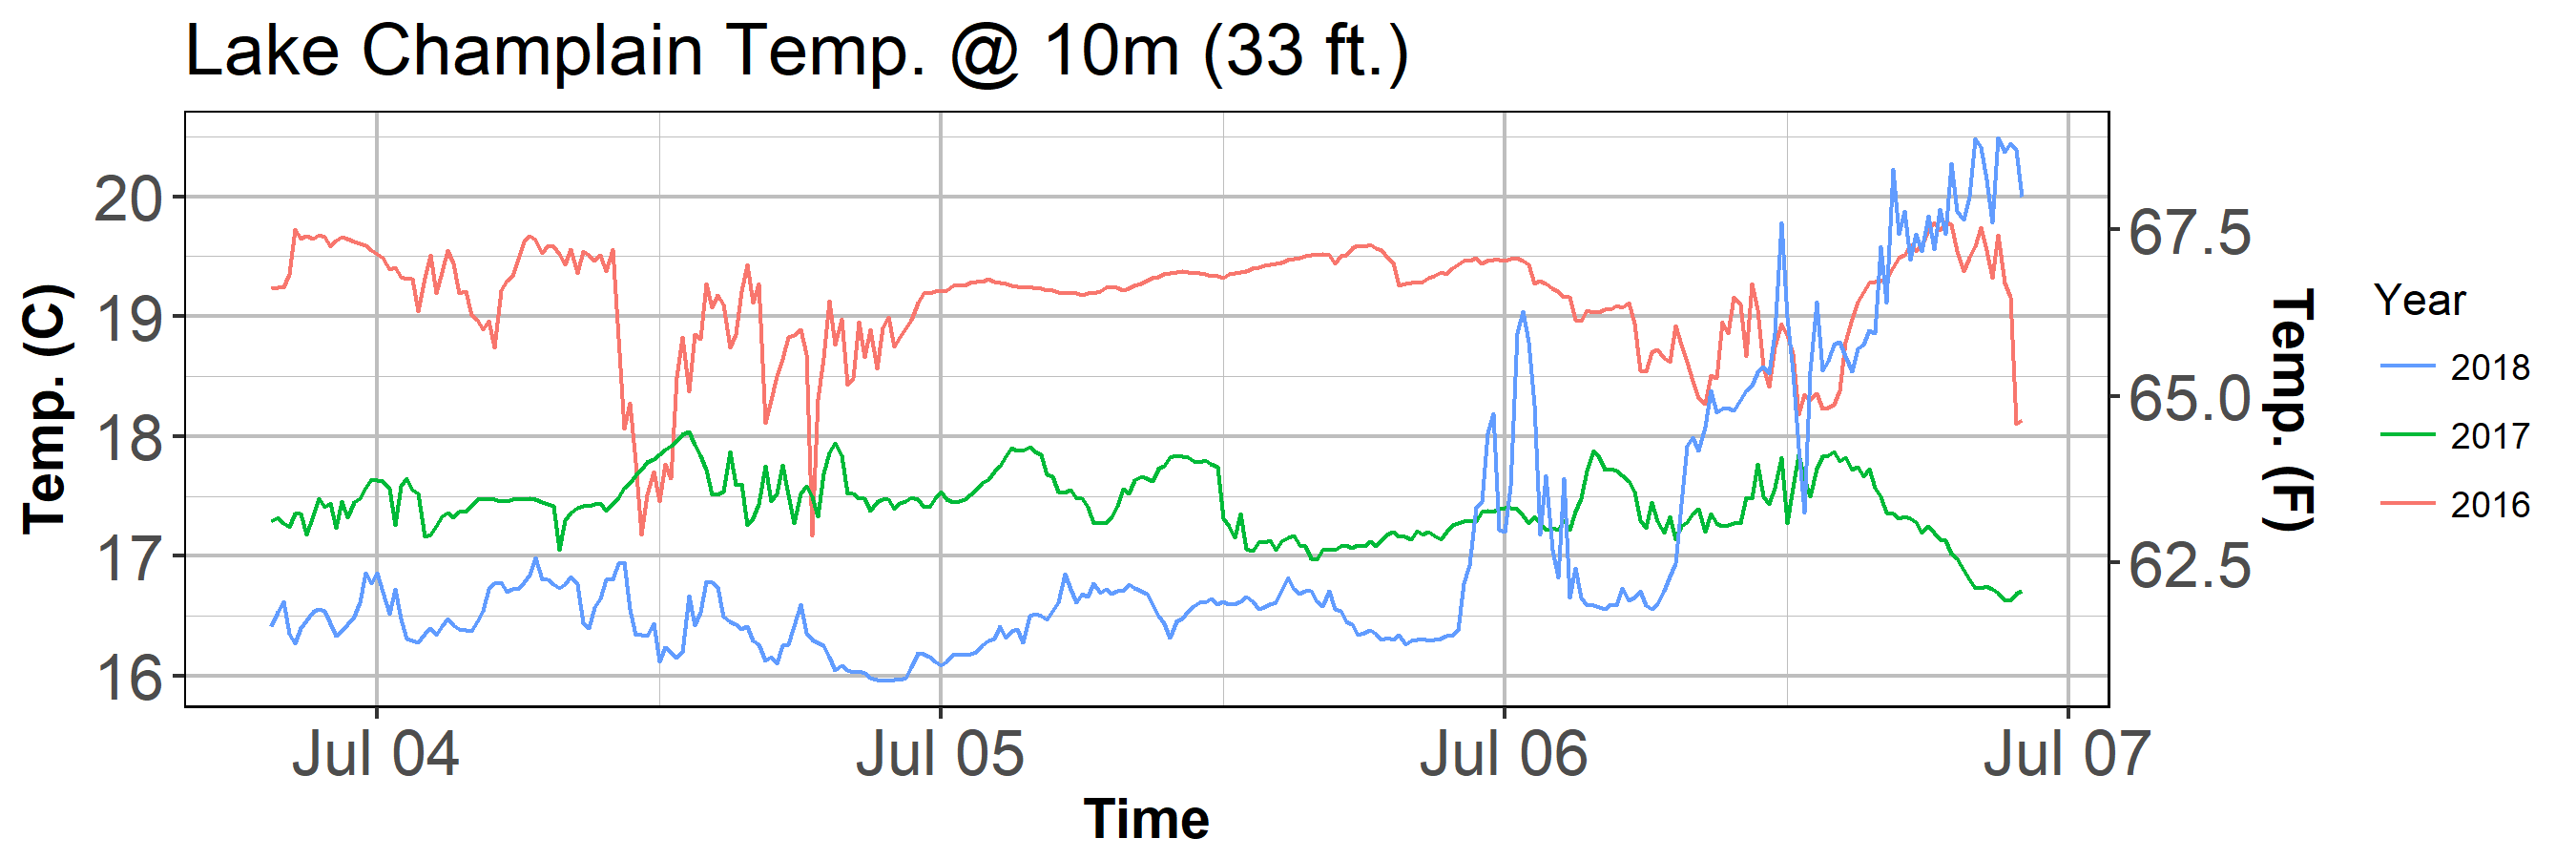 Lake Champlain Temp. @ 10m (33 ft.)
Temp. (C)
20
19
18
17
16
67.5
65.0
62.5
Temp. (F)
Jul 04
Jul 05
Jul 06
Jul 07
Time
Year
2018
2017
2016